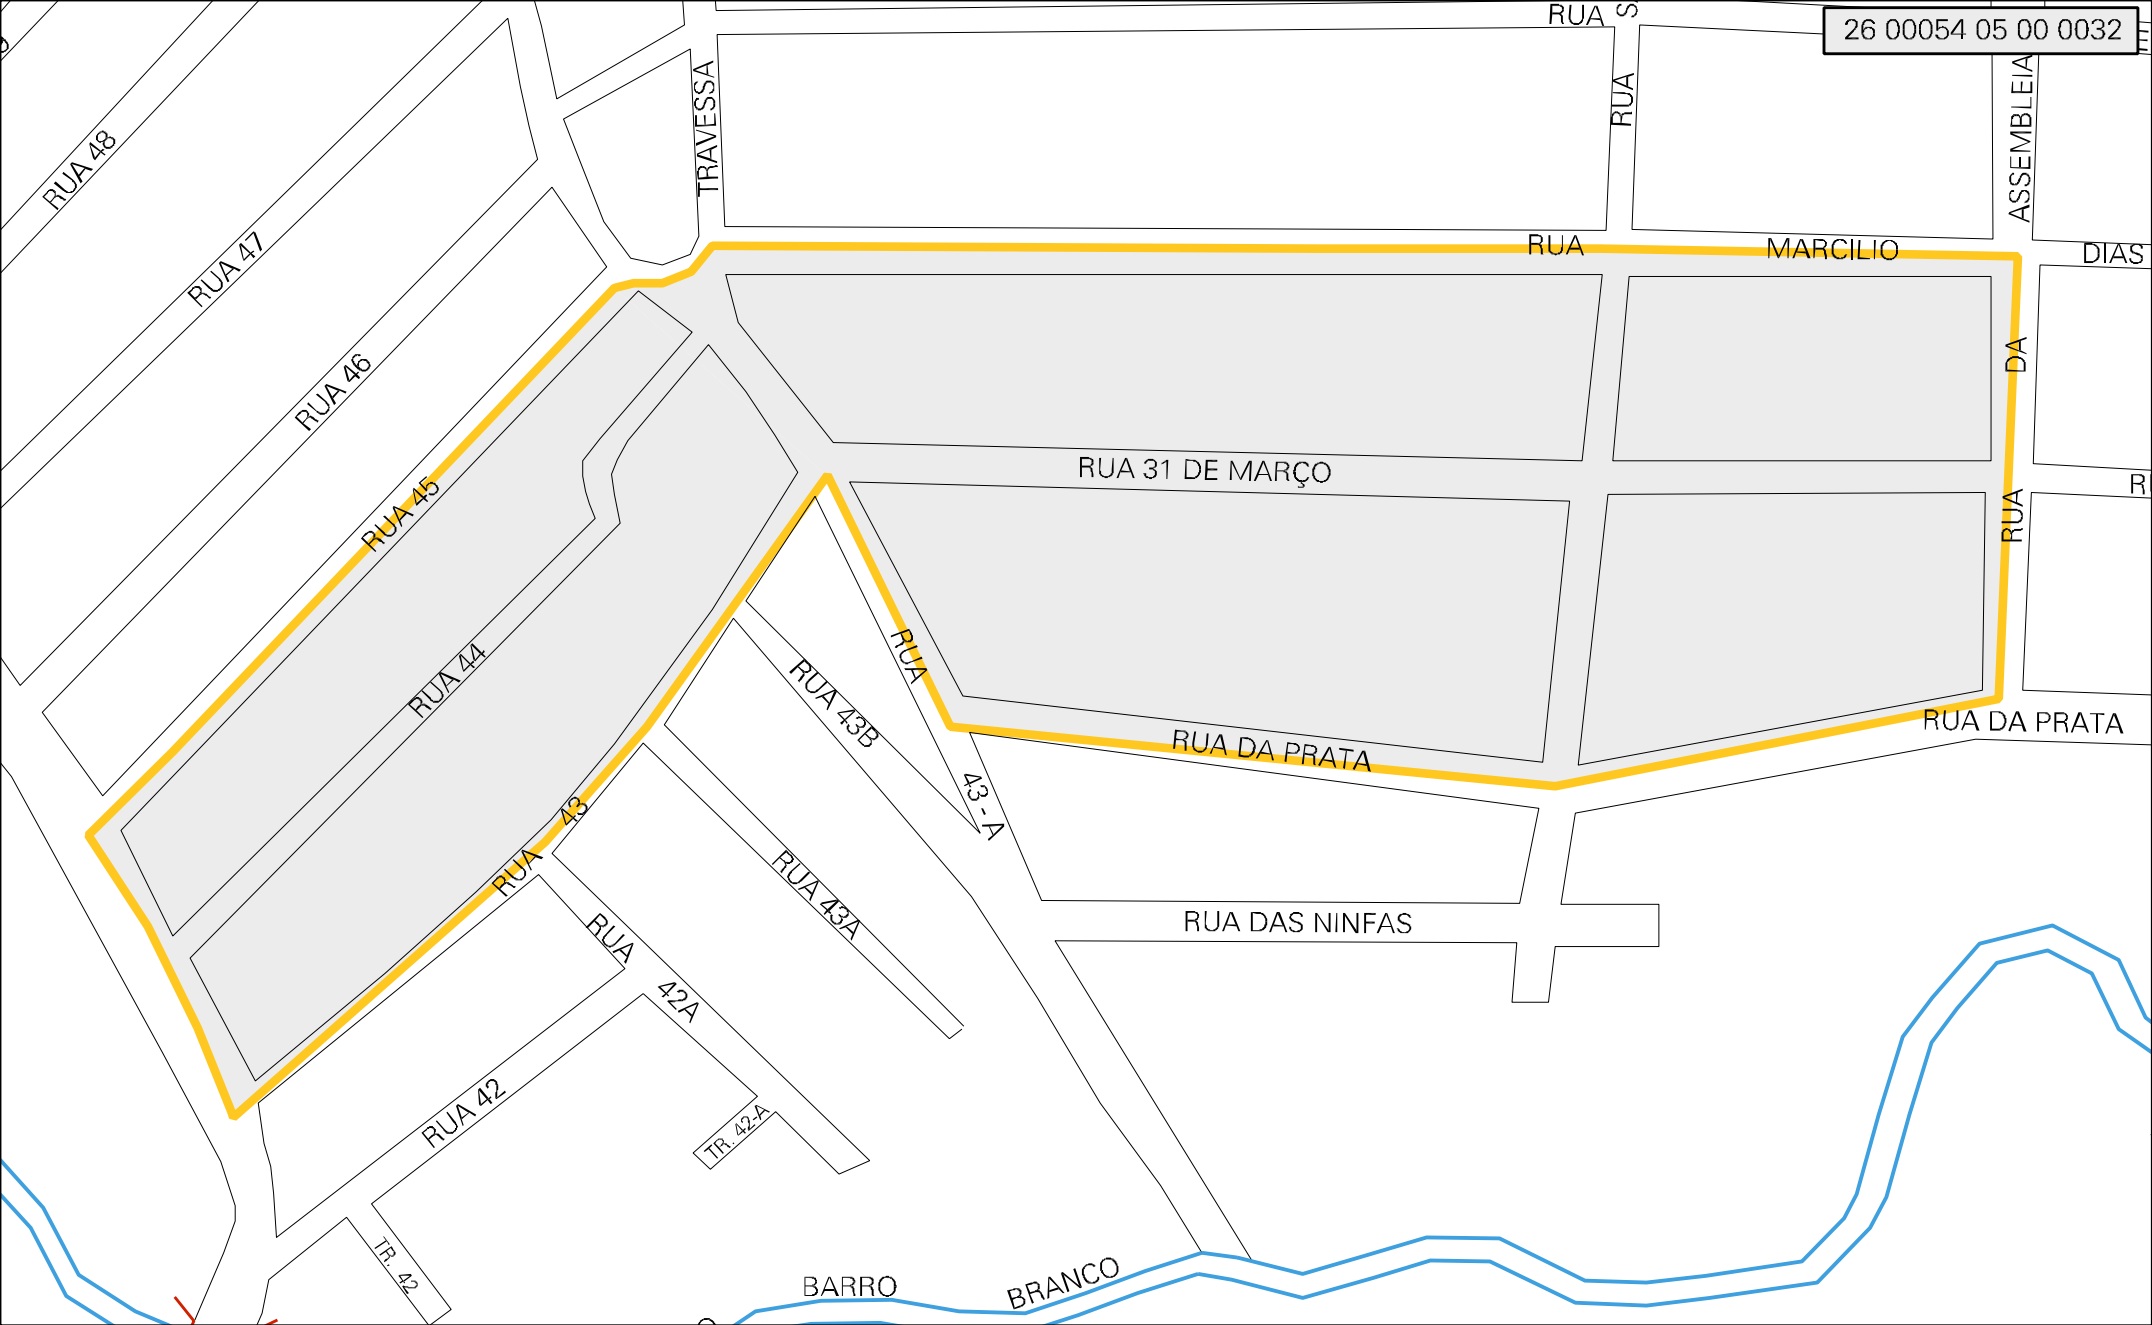 RUA S
26 00054 05 00 0032
TRAVESSA
RUA
ASSEMBLEIA
RUA 48
RUA 47
RUA MARCILIO DIAS
RUA 46
DA
RUA 45
RUA 31 DE MARÇO
RUA
RUA 44
RUA
43 - A
RUA 43B
RUA DA PRATA
RUA DA PRATA
RUA 43
RUA 43A
RUA DAS NINFAS
RUA 42A
RUA 42
TR. 42-A
TR. 42
BARRO BRANCO